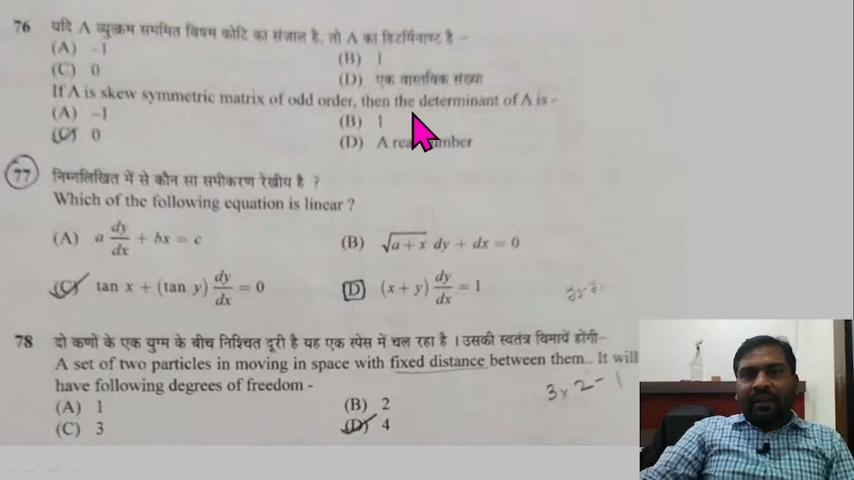 76 यदि A व्युत्क्रम सममित विषम कोटि का संजाल है, तो A का डिटर्मिनाण्ट है -
(A) -1 (B) 1
(C) 0 (D) एक वास्तविक संख्या
If A is skew symmetric matrix of odd order, then the determinant of A is -
(A) -1 (B) 1
(C) 0 (D) A number
77 निम्नलिखित में से कौन सा समीकरण रेखीय है ?
Which of the following equation is linear ?
(A) a dy/dx + bx = c (B) √(a + x) dy + dx = 0
(C) tan x + (tan y) dy/dx = 0 (D) (x + y) dy/dx = 1
78 दो कणों के एक युग्म के बीच निश्चित दूरी है यह एक स्पेस में चल रहा है । उसकी स्वतंत्र विमायें होंगी-
A set of two particles in moving in space with fixed distance between them.. It will
have following degrees of freedom -
3 x 2 - 1
(A) 1 (B) 2
(C) 3 (D) 4